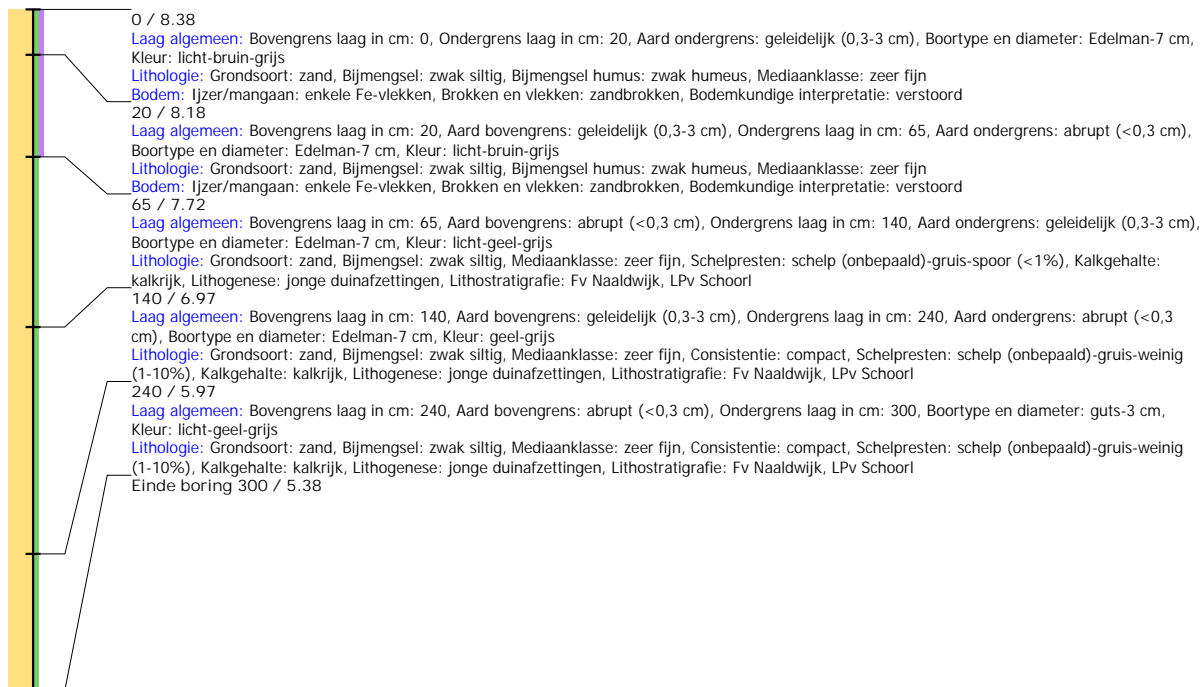 0 / 8.38
Laag algemeen: Bovengrens laag in cm: 0, Ondergrens laag in cm: 20, Aard ondergrens: geleidelijk (0,3-3 cm), Boortype en diameter: Edelman-7 cm,
Kleur: licht-bruin-grijs
Lithologie: Grondsoort: zand, Bijmengsel: zwak siltig, Bijmengsel humus: zwak humeus, Mediaanklasse: zeer fijn
Bodem: Ijzer/mangaan: enkele Fe-vlekken, Brokken en vlekken: zandbrokken, Bodemkundige interpretatie: verstoord
20 / 8.18
Laag algemeen: Bovengrens laag in cm: 20, Aard bovengrens: geleidelijk (0,3-3 cm), Ondergrens laag in cm: 65, Aard ondergrens: abrupt (<0,3 cm),
Boortype en diameter: Edelman-7 cm, Kleur: licht-bruin-grijs
Lithologie: Grondsoort: zand, Bijmengsel: zwak siltig, Bijmengsel humus: zwak humeus, Mediaanklasse: zeer fijn
Bodem: Ijzer/mangaan: enkele Fe-vlekken, Brokken en vlekken: zandbrokken, Bodemkundige interpretatie: verstoord
65 / 7.72
Laag algemeen: Bovengrens laag in cm: 65, Aard bovengrens: abrupt (<0,3 cm), Ondergrens laag in cm: 140, Aard ondergrens: geleidelijk (0,3-3 cm),
Boortype en diameter: Edelman-7 cm, Kleur: licht-geel-grijs
Lithologie: Grondsoort: zand, Bijmengsel: zwak siltig, Mediaanklasse: zeer fijn, Schelpresten: schelp (onbepaald)-gruis-spoor (<1%), Kalkgehalte:
kalkrijk, Lithogenese: jonge duinafzettingen, Lithostratigrafie: Fv Naaldwijk, LPv Schoorl
140 / 6.97
Laag algemeen: Bovengrens laag in cm: 140, Aard bovengrens: geleidelijk (0,3-3 cm), Ondergrens laag in cm: 240, Aard ondergrens: abrupt (<0,3
cm), Boortype en diameter: Edelman-7 cm, Kleur: geel-grijs
Lithologie: Grondsoort: zand, Bijmengsel: zwak siltig, Mediaanklasse: zeer fijn, Consistentie: compact, Schelpresten: schelp (onbepaald)-gruis-weinig
(1-10%), Kalkgehalte: kalkrijk, Lithogenese: jonge duinafzettingen, Lithostratigrafie: Fv Naaldwijk, LPv Schoorl
240 / 5.97
Laag algemeen: Bovengrens laag in cm: 240, Aard bovengrens: abrupt (<0,3 cm), Ondergrens laag in cm: 300, Boortype en diameter: guts-3 cm,
Kleur: licht-geel-grijs
Lithologie: Grondsoort: zand, Bijmengsel: zwak siltig, Mediaanklasse: zeer fijn, Consistentie: compact, Schelpresten: schelp (onbepaald)-gruis-weinig
(1-10%), Kalkgehalte: kalkrijk, Lithogenese: jonge duinafzettingen, Lithostratigrafie: Fv Naaldwijk, LPv Schoorl
Einde boring 300 / 5.38